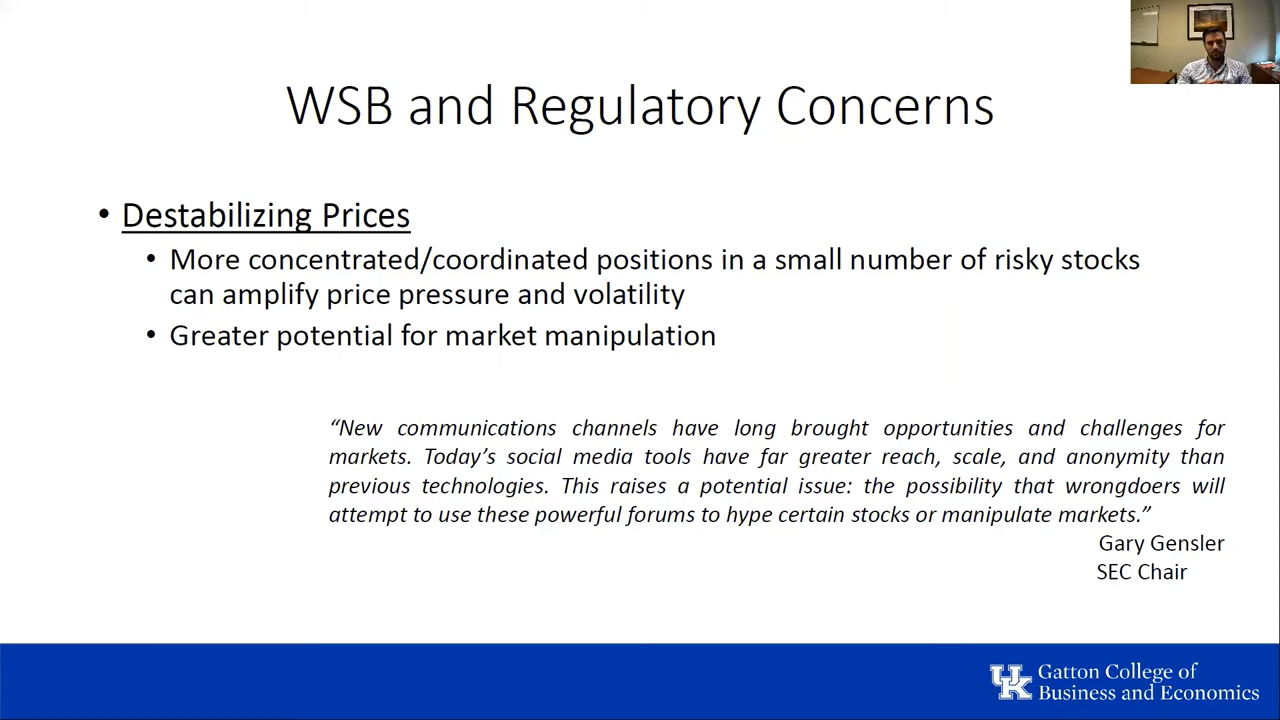 WSB and Regulatory Concerns
• Destabilizing Prices
• More concentrated/coordinated positions in a small number of risky stocks
can amplify price pressure and volatility
• Greater potential for market manipulation
“New communications channels have long brought opportunities and challenges for
markets. Today’s social media tools have far greater reach, scale, and anonymity than
previous technologies. This raises a potential issue: the possibility that wrongdoers will
attempt to use these powerful forums to hype certain stocks or manipulate markets.”
Gary Gensler
SEC Chair
UK
Gatton College of
Business and Economics